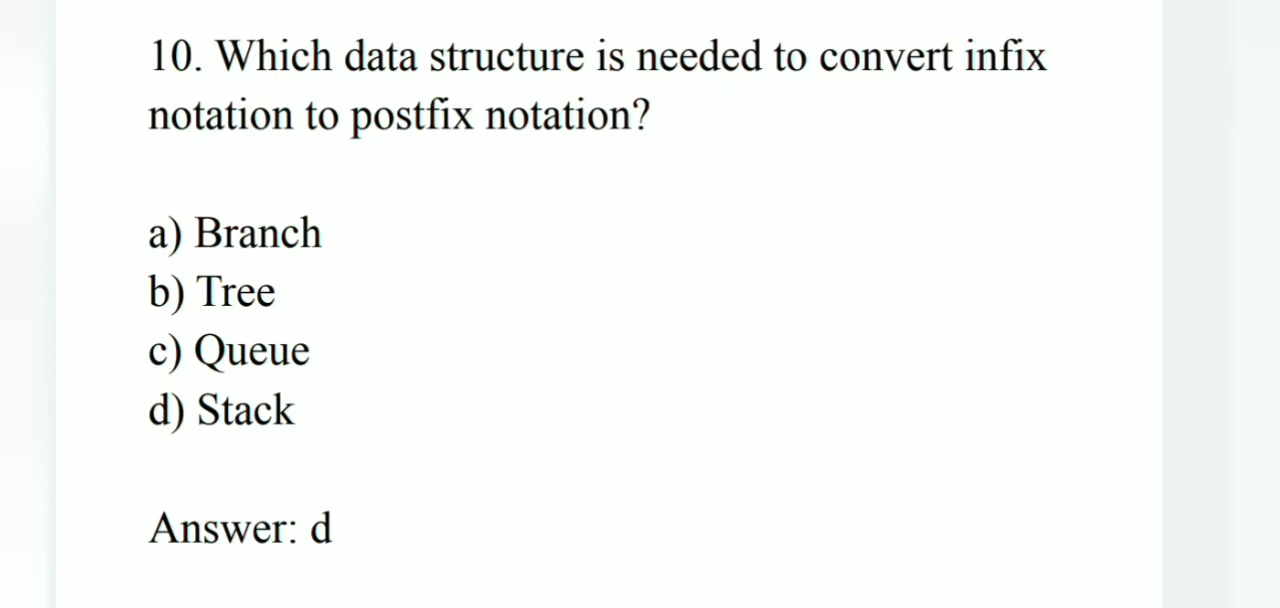 10. Which data structure is needed to convert infix
notation to postfix notation?
a) Branch
b) Tree
c) Queue
d) Stack
Answer: d